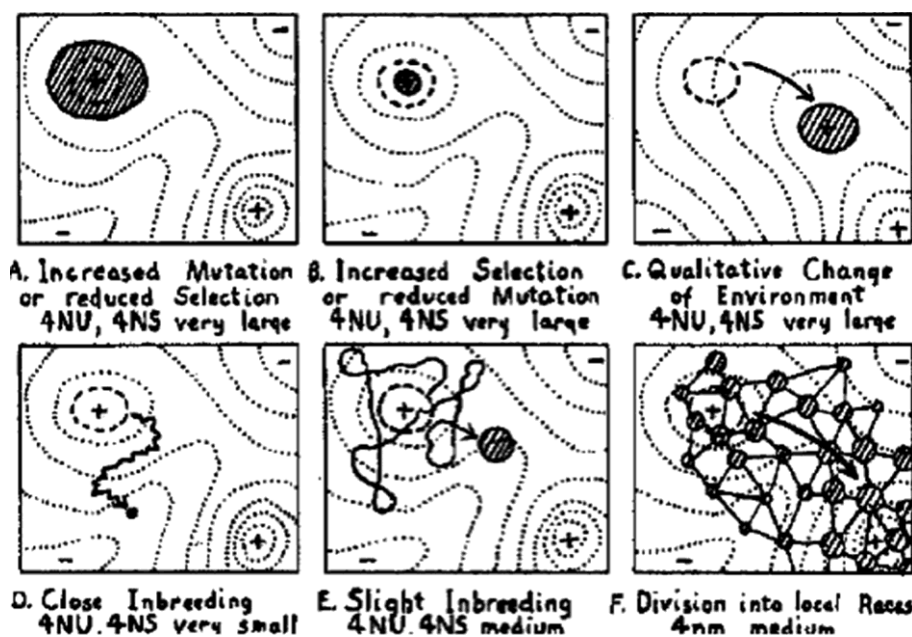 A. Increased Mutation
or reduced Selection
4NU, 4NS very large
B. Increased Selection
or reduced Mutation
4NU, 4NS very large
C. Qualitative Change
of Environment
4NU, 4NS very large
D. Close Inbreeding
4NU, 4NS very small
E. Slight Inbreeding
4NU, 4NS medium
F. Division into local Races
4nm medium